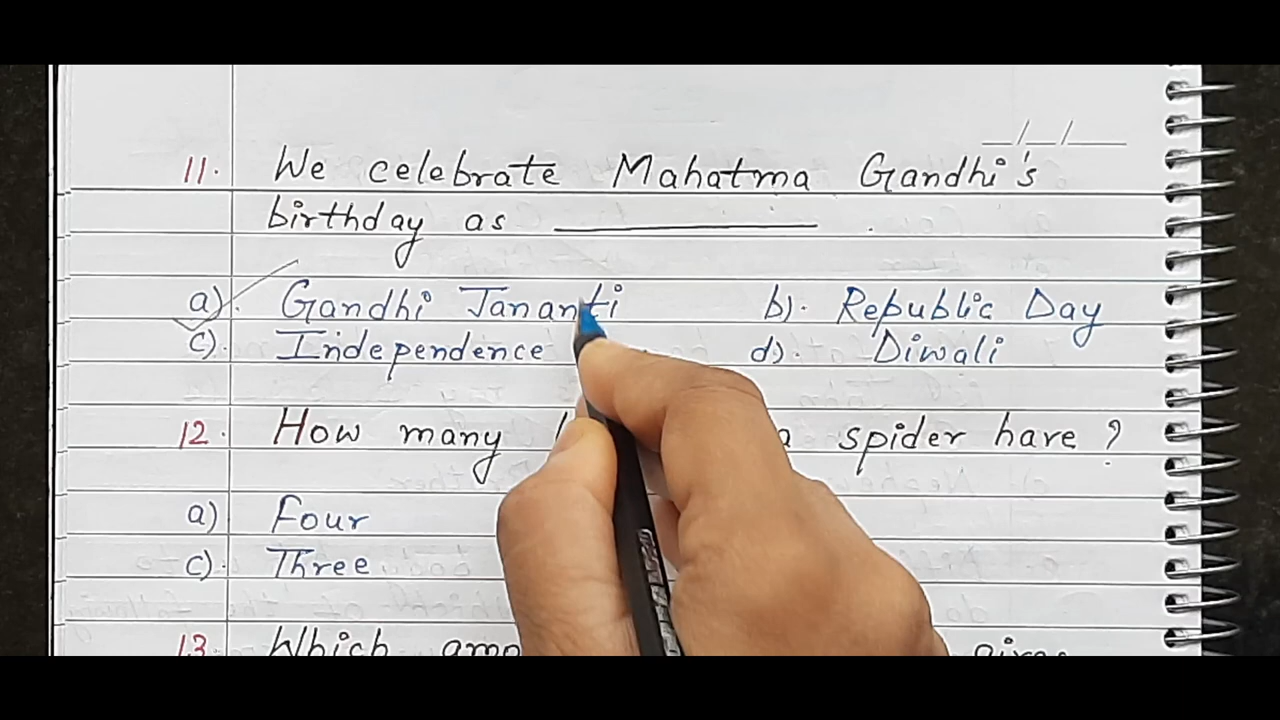 __/__/____
11. We celebrate Mahatma Gandhi's
birthday as __________ .
a). Gandhi Jananti b). Republic Day
c). Independence d). Diwali
12. How many a spider have ?
a) Four
c). Three
13. Which